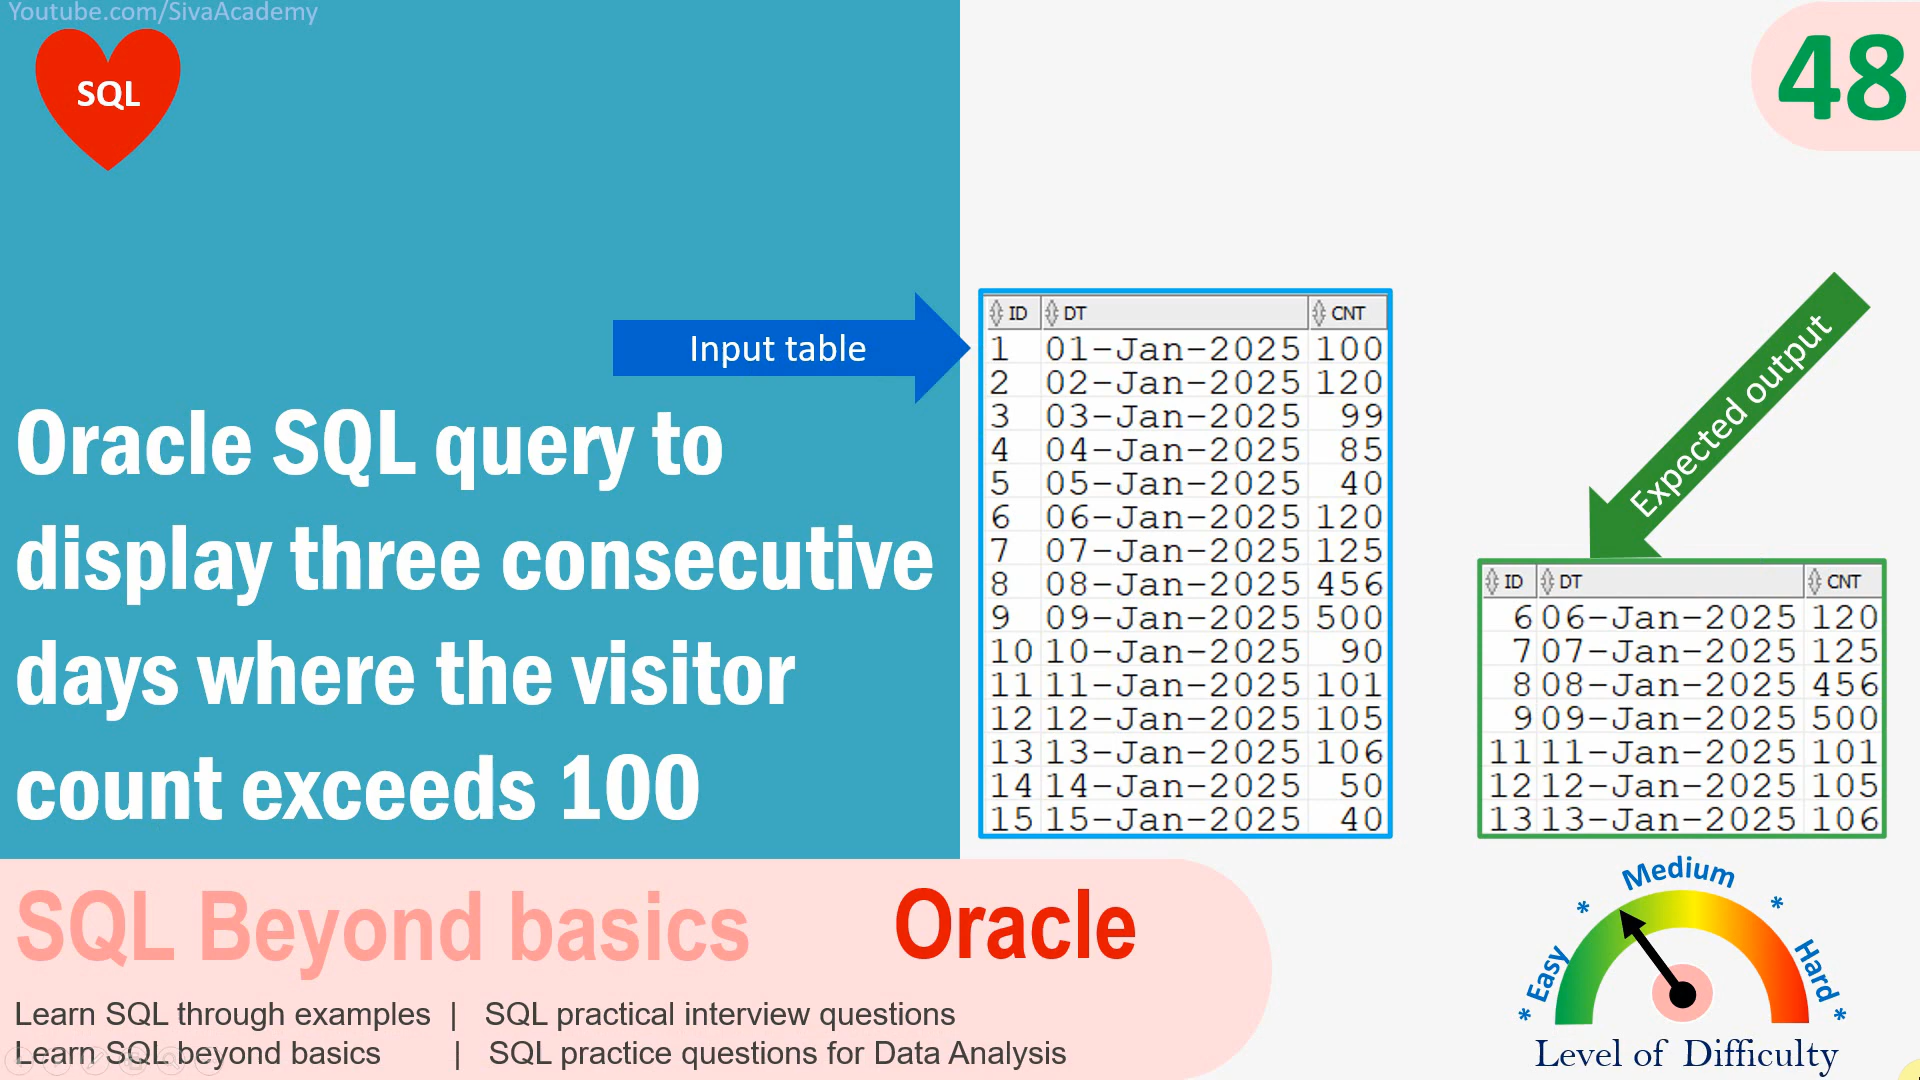 Youtube.com/SivaAcademy
SQL
48
Input table
Oracle SQL query to
display three consecutive
days where the visitor
count exceeds 100
ID DT CNT
1 01-Jan-2025 100
2 02-Jan-2025 120
3 03-Jan-2025 99
4 04-Jan-2025 85
5 05-Jan-2025 40
6 06-Jan-2025 120
7 07-Jan-2025 125
8 08-Jan-2025 456
9 09-Jan-2025 500
10 10-Jan-2025 90
11 11-Jan-2025 101
12 12-Jan-2025 105
13 13-Jan-2025 106
14 14-Jan-2025 50
15 15-Jan-2025 40
Expected output
ID DT CNT
6 06-Jan-2025 120
7 07-Jan-2025 125
8 08-Jan-2025 456
9 09-Jan-2025 500
11 11-Jan-2025 101
12 12-Jan-2025 105
13 13-Jan-2025 106
SQL Beyond basics
Oracle
Learn SQL through examples | SQL practical interview questions
Learn SQL beyond basics | SQL practice questions for Data Analysis
* Easy * Medium * Hard *
Level of Difficulty